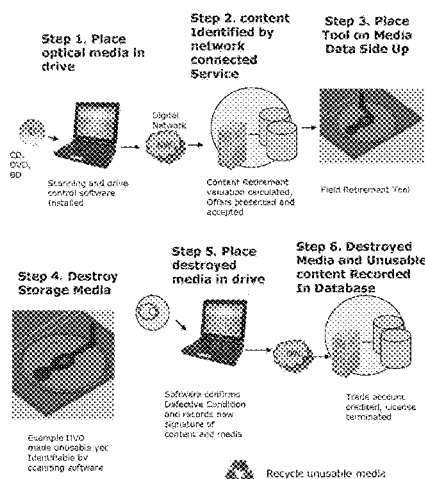 Step 1. Place
optical media in
drive
Step 2. content
Identified by
network
connected
Service
Step 3. Place
Tool on Media
Data Side Up
Digital
Network
CD,
DVD,
BD
Scanning and drive
control software
Installed
Content Retirement
valuation calculated,
Offers presented and
accepted
Field Retirement Tool
Step 4. Destroy
Storage Media
Step 5. Place
destroyed
media in drive
Step 6. Destroyed
Media and Unusable
content Recorded
In Database
Software confirms
Defective Condition
and records new
signature of
content and media
Trade account
credited, License
terminated
Example DVD
made unusable yet
Identifiable by
scanning software
Recycle unusable media